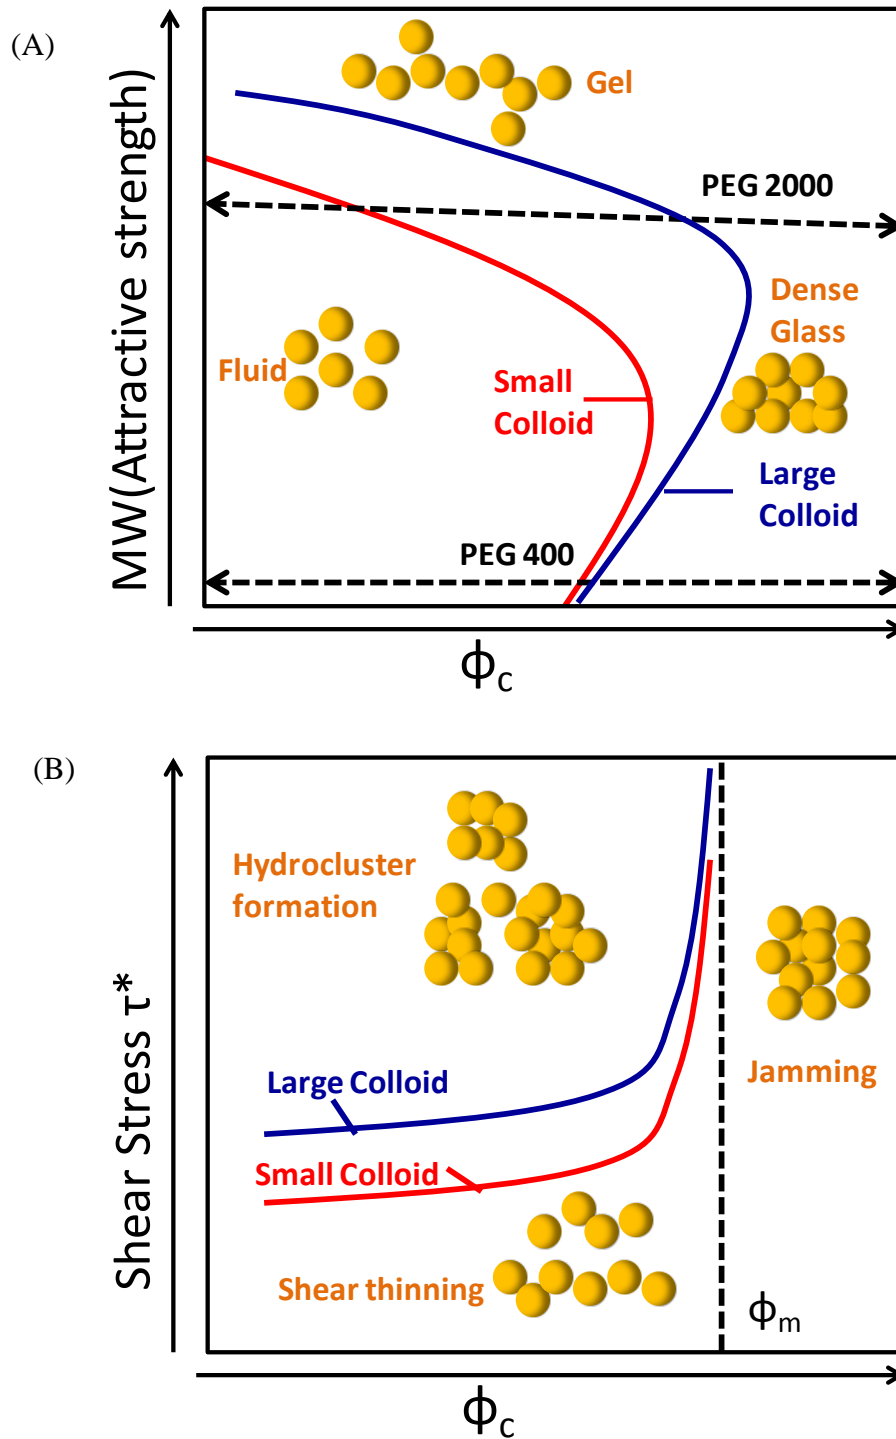 (A)
MW(Attractive strength)
Gel
PEG 2000
Dense
Glass
Fluid
Small
Colloid
Large
Colloid
PEG 400
ϕc
(B)
Shear Stress τ*
Hydrocluster
formation
Jamming
Large Colloid
Small Colloid
Shear thinning
ϕm
ϕc